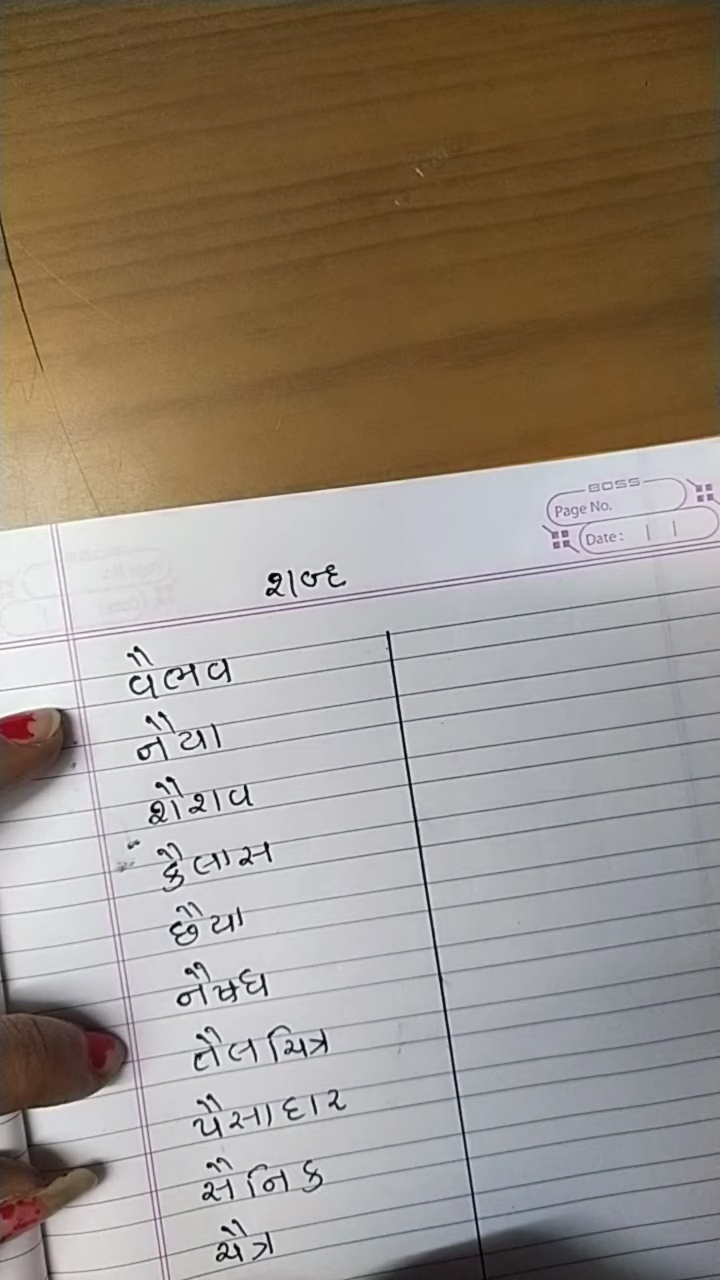 BOSS
Page No.
Date: | |
શબ્દ
વૈભવ
નૈયા
શૈશવ
કૈલાસ
છૈયા
નૈષધ
તૈલચિત્ર
પૈસાદાર
સૈનિક
ચૈત્ર